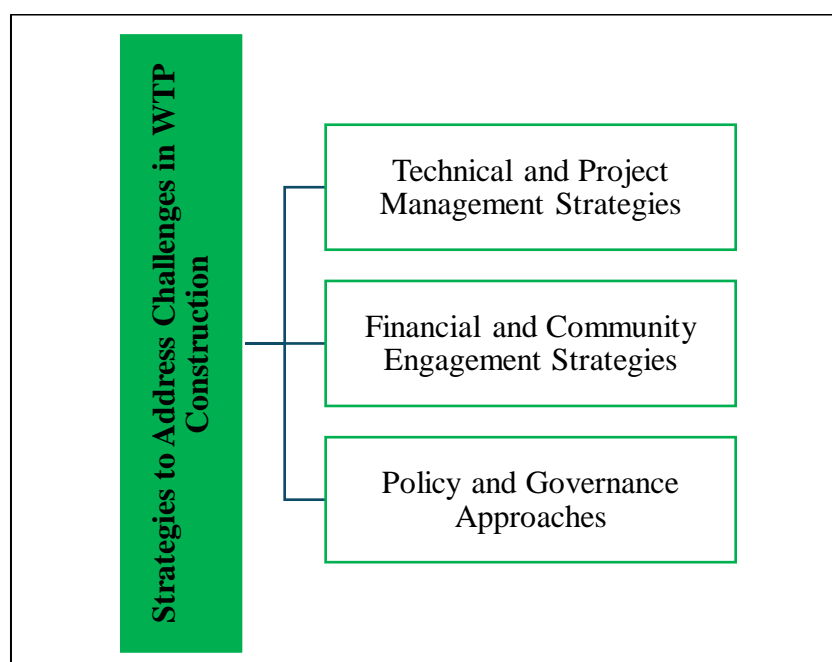 Strategies to Address Challenges in WTP
Construction
Technical and Project
Management Strategies
Financial and Community
Engagement Strategies
Policy and Governance
Approaches